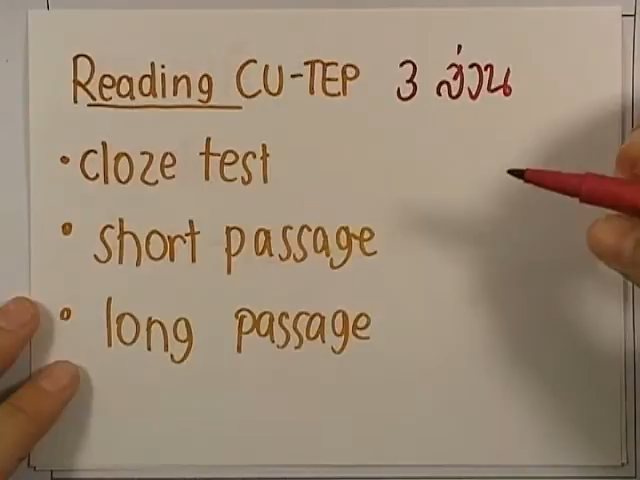 Reading CU-TEP 3 ส่วน
• cloze test
• short passage
• long passage